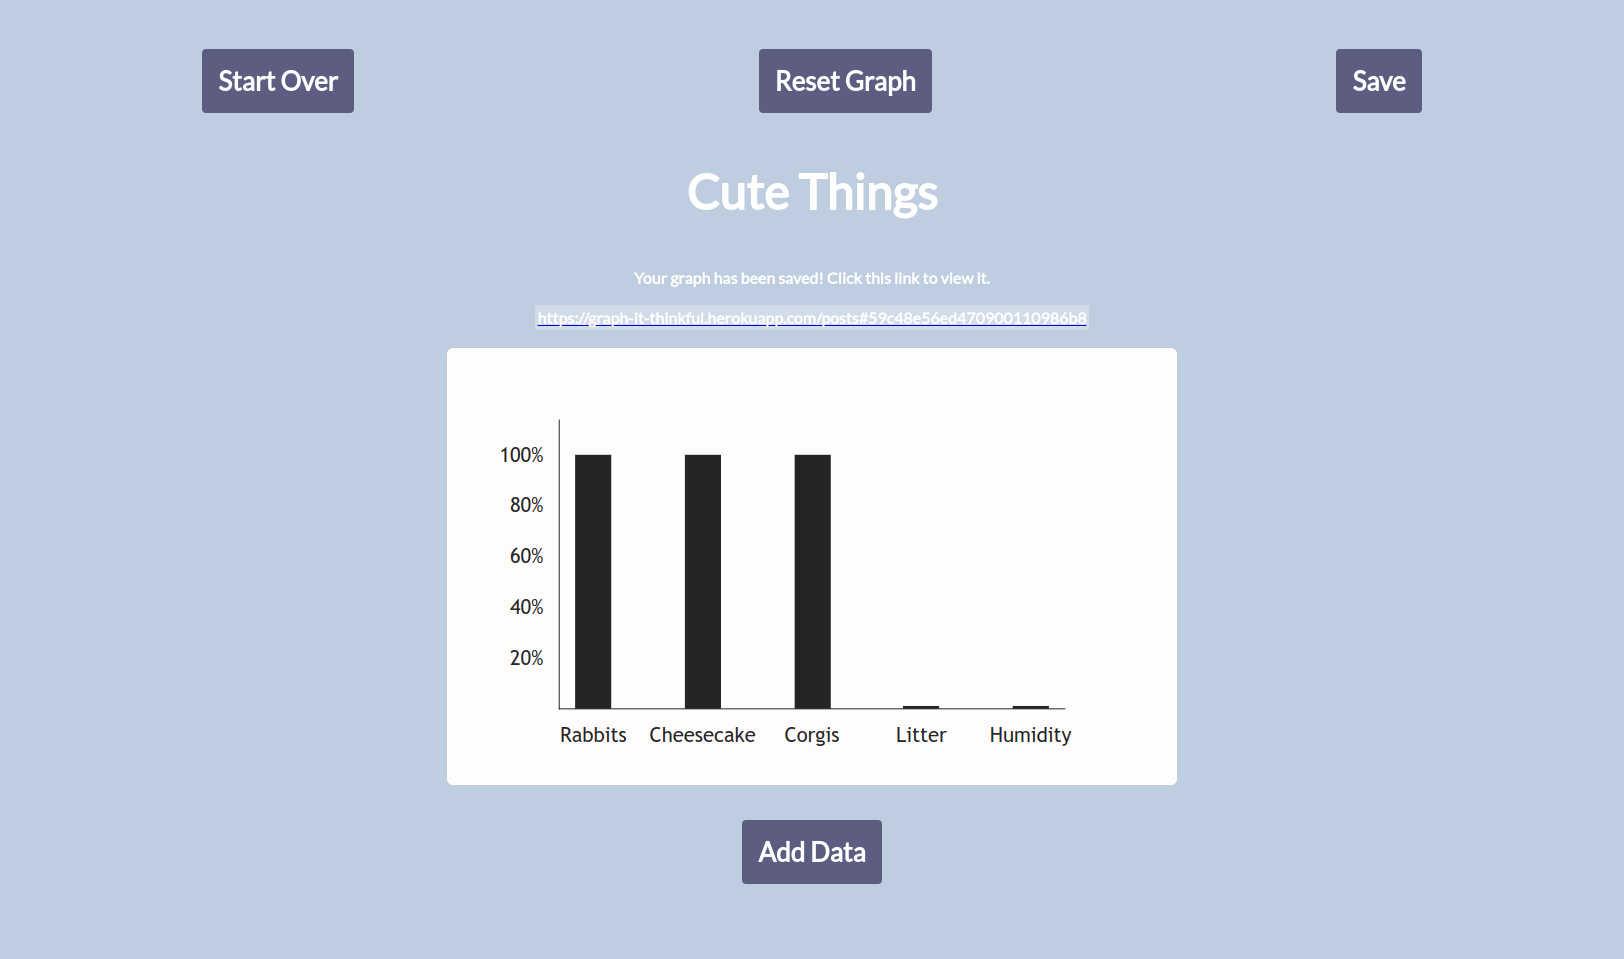 Start Over
Reset Graph
Save
Cute Things
Your graph has been saved! Click this link to view it.
https://graph-it-thinkful.herokuapp.com/posts#59c48e56ed470900110986b8
100%
80%
60%
40%
20%
Rabbits Cheesecake Corgis Litter Humidity
Add Data